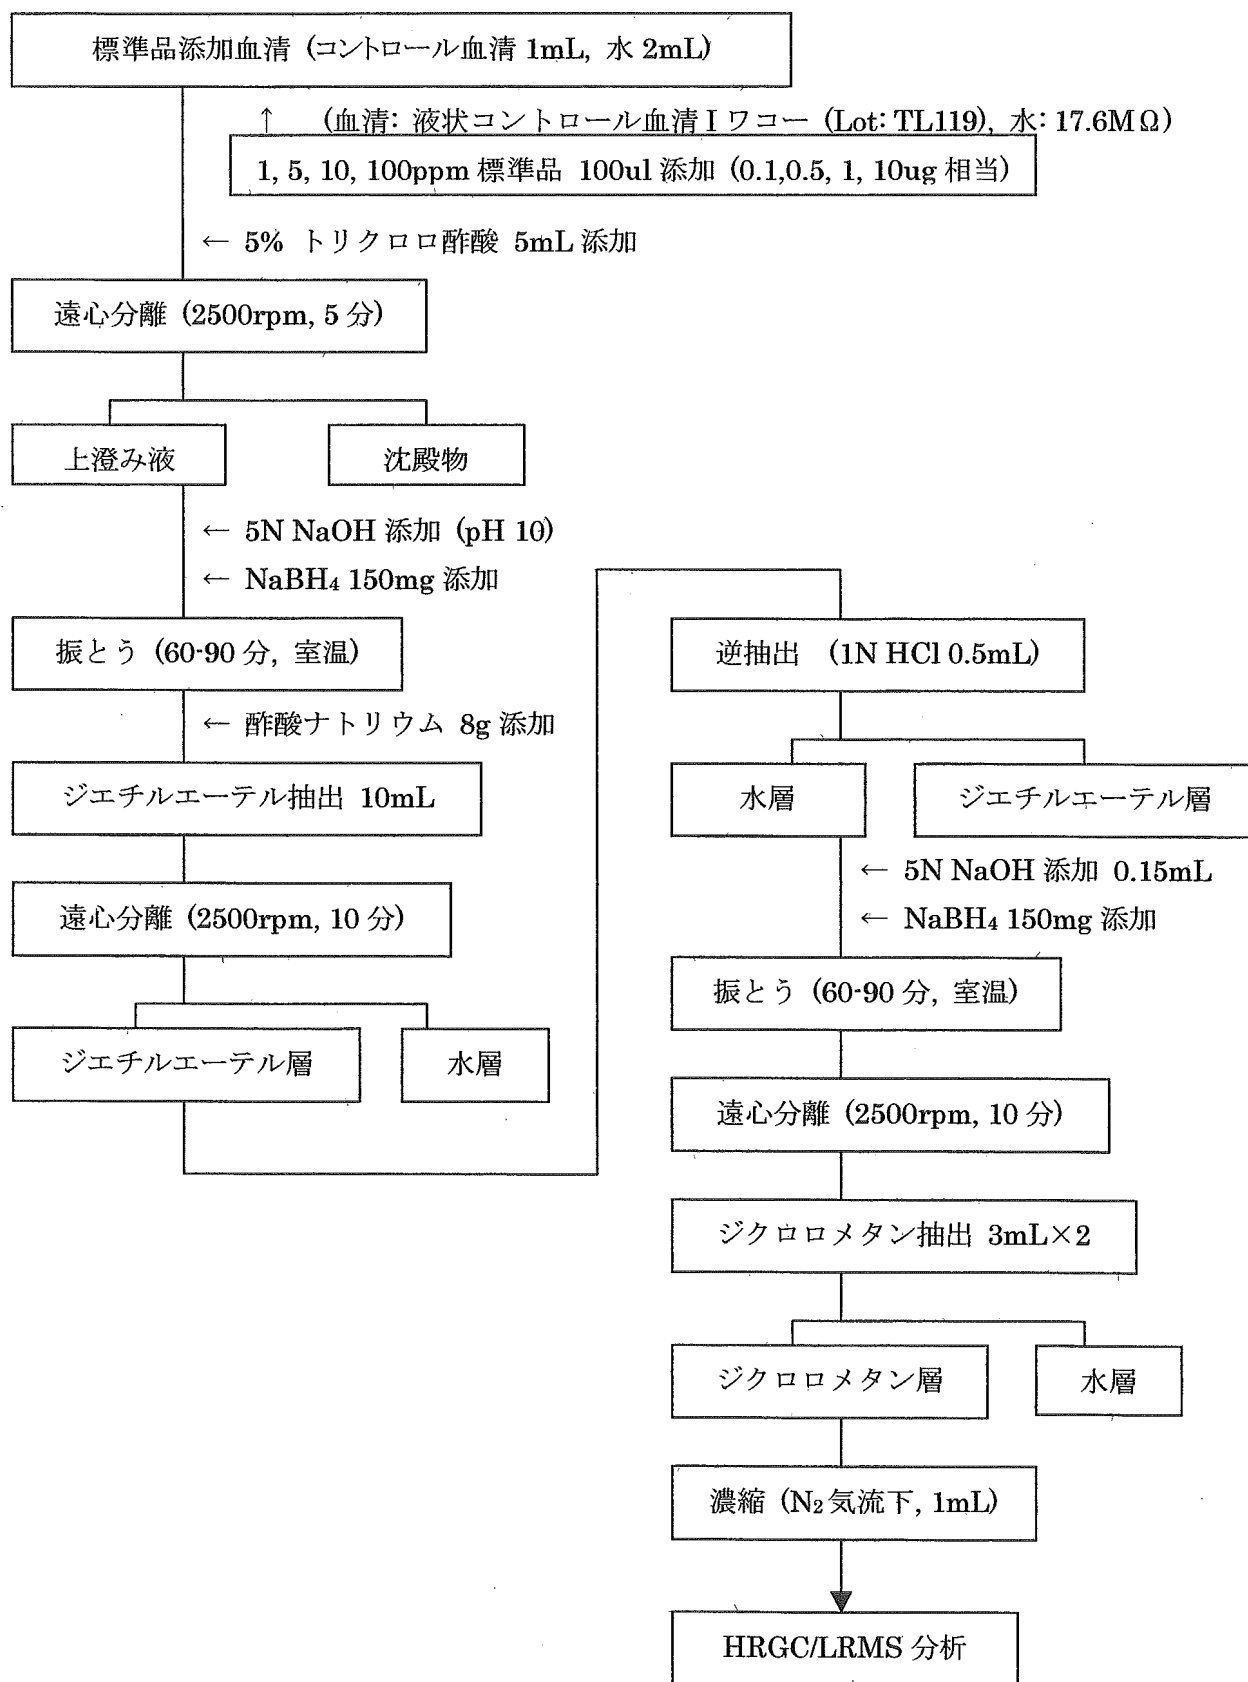 標準品添加血清 (コントロール血清 1mL, 水 2mL)
↑ (血清: 液状コントロール血清 I ワコー (Lot: TL119), 水: 17.6MΩ)
1, 5, 10, 100ppm 標準品 100ul 添加 (0.1,0.5, 1, 10ug 相当)
← 5% トリクロロ酢酸 5mL 添加
遠心分離 (2500rpm, 5 分)
上澄み液
沈殿物
← 5N NaOH 添加 (pH 10)
← NaBH₄ 150mg 添加
振とう (60-90 分, 室温)
← 酢酸ナトリウム 8g 添加
ジエチルエーテル抽出 10mL
遠心分離 (2500rpm, 10 分)
ジエチルエーテル層
水層
逆抽出 (1N HCl 0.5mL)
水層
ジエチルエーテル層
← 5N NaOH 添加 0.15mL
← NaBH₄ 150mg 添加
振とう (60-90 分, 室温)
遠心分離 (2500rpm, 10 分)
ジクロロメタン抽出 3mL×2
ジクロロメタン層
水層
濃縮 (N₂ 気流下, 1mL)
HRGC/LRMS 分析